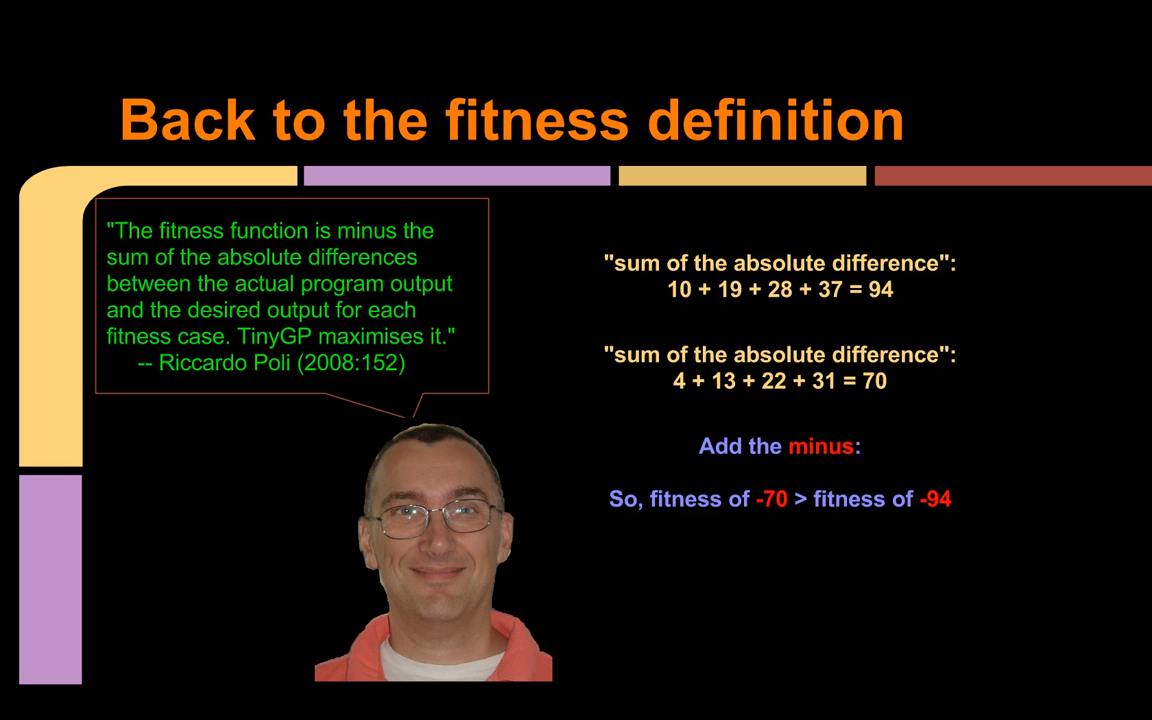 Back to the fitness definition
"The fitness function is minus the
sum of the absolute differences
between the actual program output
and the desired output for each
fitness case. TinyGP maximises it."
-- Riccardo Poli (2008:152)
"sum of the absolute difference":
10 + 19 + 28 + 37 = 94
"sum of the absolute difference":
4 + 13 + 22 + 31 = 70
Add the minus:
So, fitness of -70 > fitness of -94